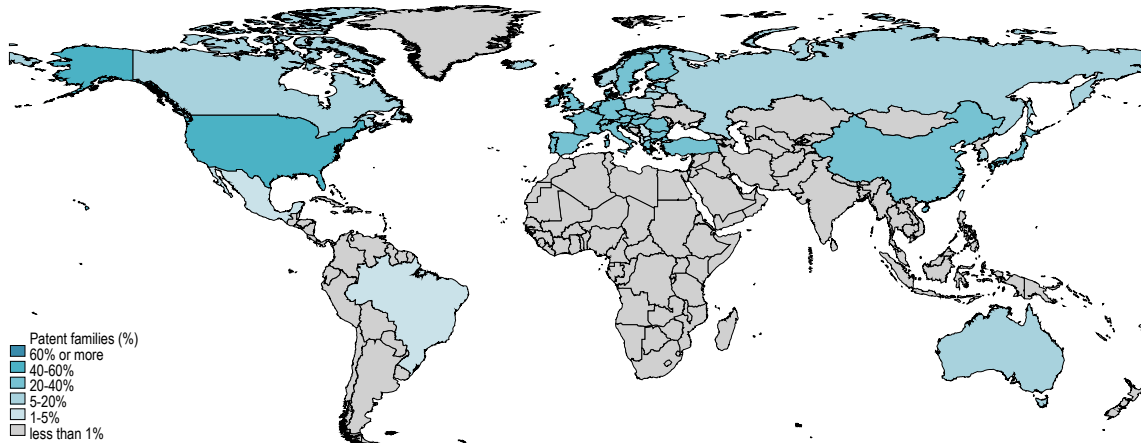 Patent families (%)
60% or more
40-60%
20-40%
5-20%
1-5%
less than 1%